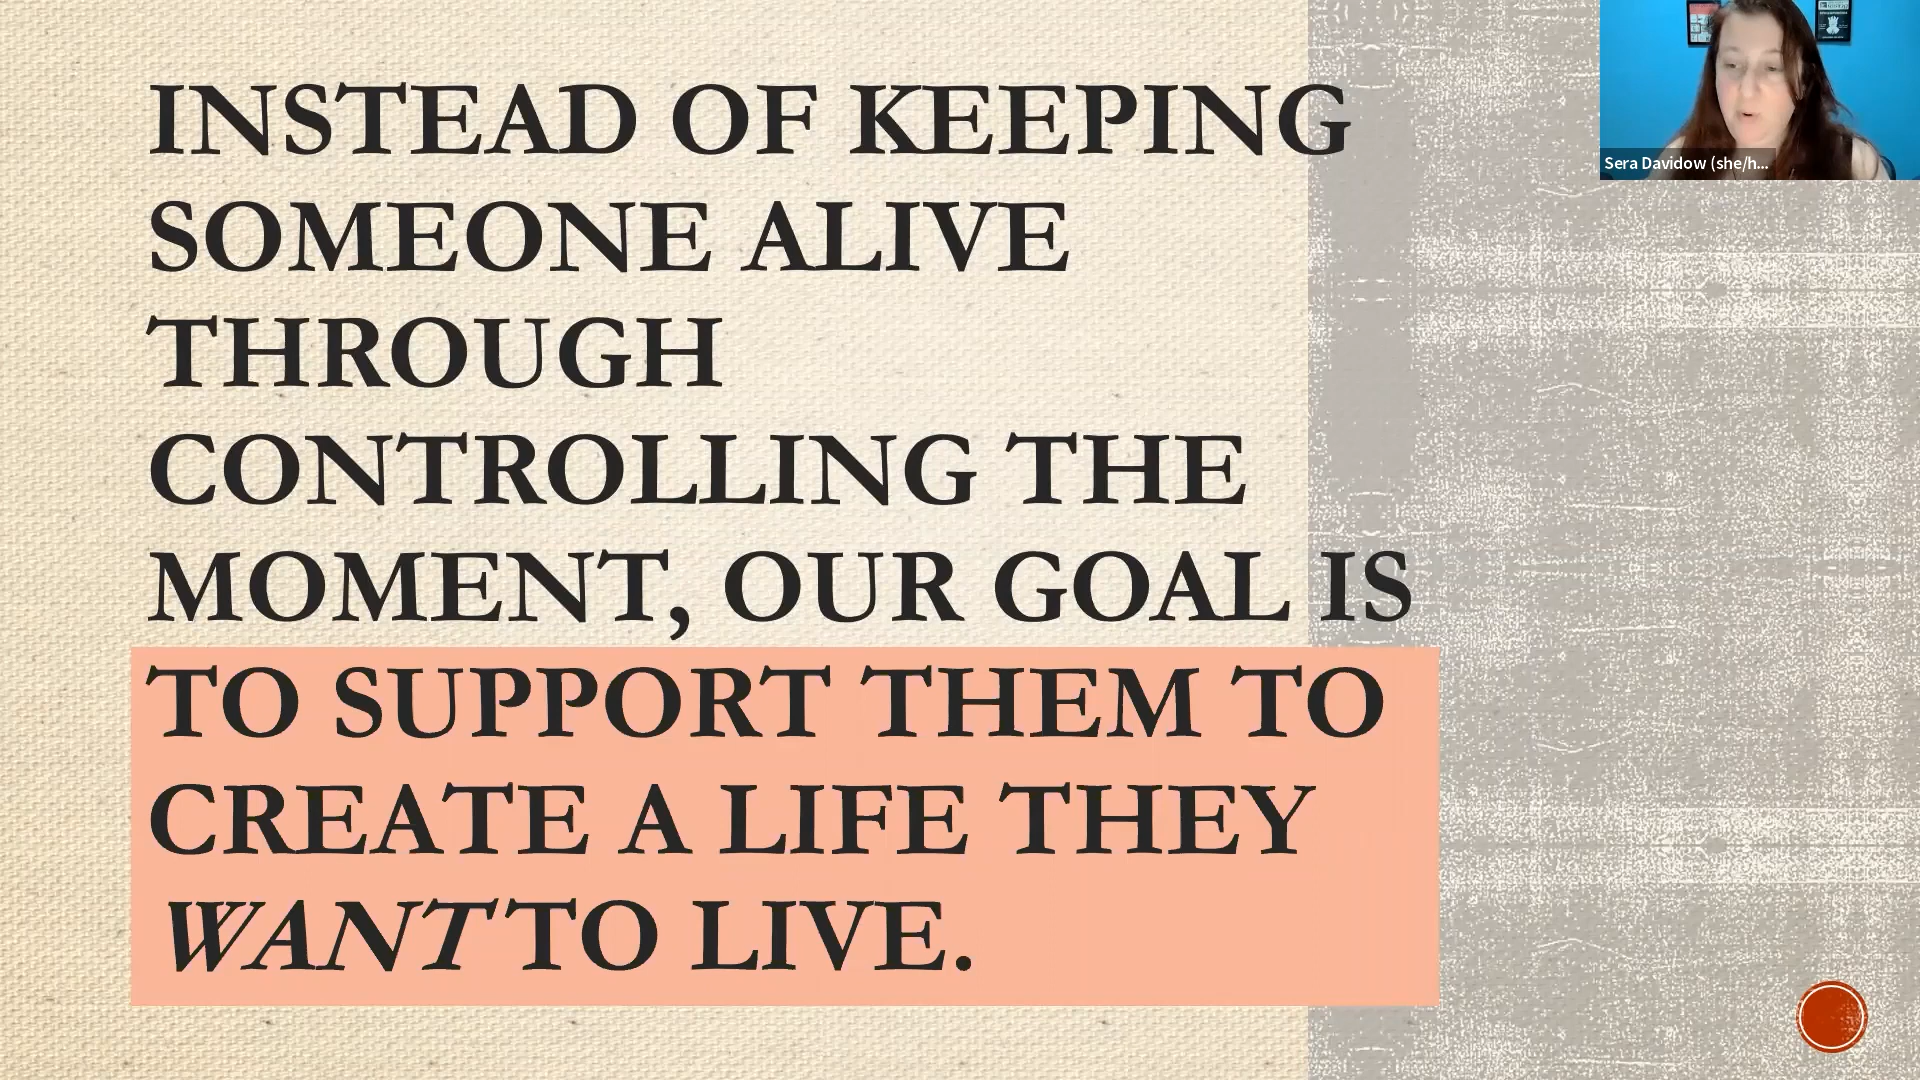 INSTEAD OF KEEPING
SOMEONE ALIVE
THROUGH
CONTROLLING THE
MOMENT, OUR GOAL IS
TO SUPPORT THEM TO
CREATE A LIFE THEY
WANT TO LIVE.
Sera Davidow (she/h...